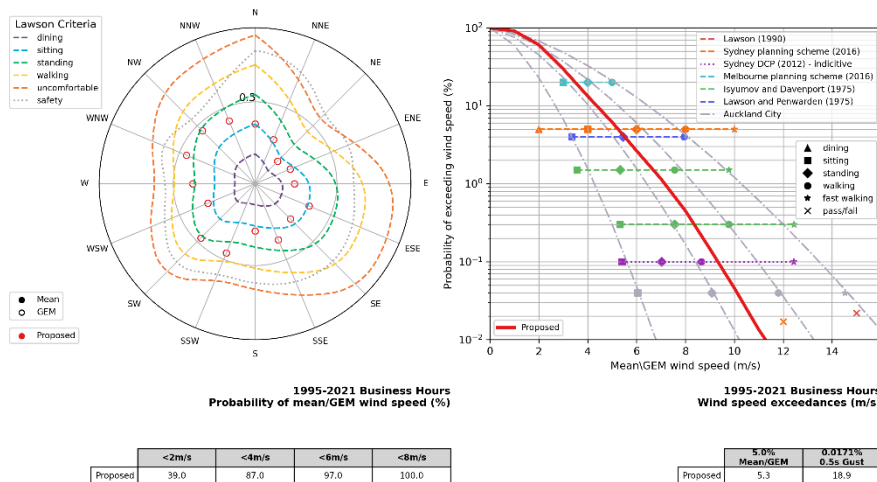 Lawson Criteria
dining
sitting
standing
walking
uncomfortable
safety
N
NNE
NE
ENE
E
ESE
SE
SSE
S
SSW
SW
WSW
W
WNW
NW
NNW
0.5
Mean
GEM
Proposed
1995-2021 Business Hours
Probability of mean/GEM wind speed (%)
<2m/s <4m/s <6m/s <8m/s
Proposed 39.0 87.0 97.0 100.0
Probability of exceeding wind speed (%)
10²
10¹
10⁰
10⁻¹
10⁻²
Lawson (1990)
Sydney planning scheme (2016)
Sydney DCP (2012) - Indicitive
Melbourne planning scheme (2016)
Isyumov and Davenport (1975)
Lawson and Penwarden (1975)
Auckland City
dining
sitting
standing
walking
fast walking
pass/fail
Proposed
0 2 4 6 8 10 12 14
Mean\GEM wind speed (m/s)
1995-2021 Business Hours
Wind speed exceedances (m/s
5.0% Mean/GEM 0.0171% 0.5s Gust
Proposed 5.3 18.9